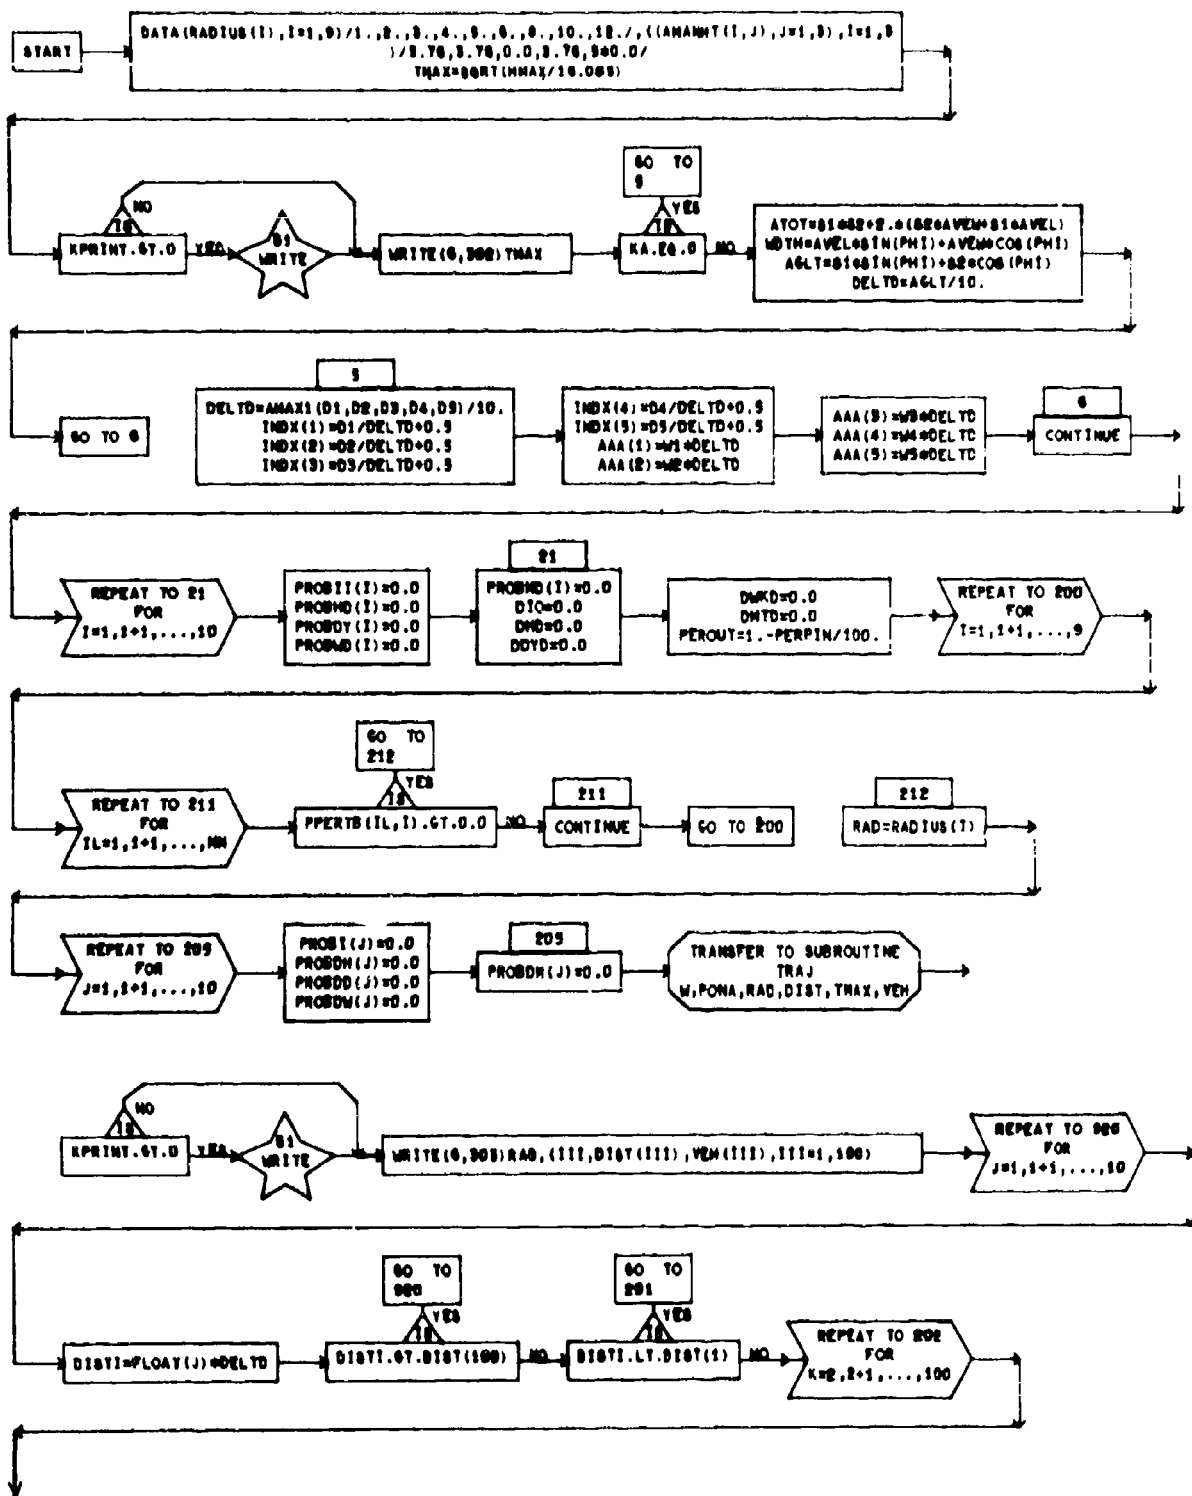 START
DATA(RADIUS(I),I=1,9)/1.,2.,3.,4.,5.,6.,8.,10.,12./,((AMANHT(I,J),J=1,3),I=1,3
)/3.76,3.76,0.0,3.76,5*0.0/
TMAX=SQRT(HMAX/16.085)
GO TO
5
NO
IS
KPRINT.GT.0
YES
S1
WRITE
WRITE(6,302)TMAX
YES
IS
KA.EQ.0
NO
ATOT=S1*S2+2.*(S2*AVEW+S1*AVEL)
WDTH=AVEL*SIN(PHI)+AVEW*COS(PHI)
AGLT=S1*SIN(PHI)+S2*COS(PHI)
DELTD=AGLT/10.
GO TO 6
5
DELTD=AMAX1(D1,D2,D3,D4,D5)/10.
INDX(1)=D1/DELTD+0.5
INDX(2)=D2/DELTD+0.5
INDX(3)=D3/DELTD+0.5
INDX(4)=D4/DELTD+0.5
INDX(5)=D5/DELTD+0.5
AAA(1)=W1*DELTD
AAA(2)=W2*DELTD
AAA(3)=W3*DELTD
AAA(4)=W4*DELTD
AAA(5)=W5*DELTD
6
CONTINUE
REPEAT TO 21
FOR
I=1,1+1,...,10
PROBII(I)=0.0
PROBHD(I)=0.0
PROBDY(I)=0.0
PROBWD(I)=0.0
21
PROBMD(I)=0.0
DIO=0.0
DHD=0.0
DDYD=0.0
DWKD=0.0
DMTD=0.0
PEROUT=1.-PERPIN/100.
REPEAT TO 200
FOR
I=1,1+1,...,9
REPEAT TO 211
FOR
IL=1,1+1,...,NN
GO TO
212
YES
IS
PPERTB(IL,I).GT.0.0
NO
211
CONTINUE
GO TO 200
212
RAD=RADIUS(I)
REPEAT TO 205
FOR
J=1,1+1,...,10
PROBI(J)=0.0
PROBDH(J)=0.0
PROBDD(J)=0.0
PROBDW(J)=0.0
205
PROBDM(J)=0.0
TRANSFER TO SUBROUTINE
TRAJ
W,PONA,RAD,DIST,TMAX,VEH
NO
IS
KPRINT.GT.0
YES
S1
WRITE
WRITE(6,303)RAD,(III,DIST(III),VEH(III),III=1,100)
REPEAT TO 926
FOR
J=1,1+1,...,10
DISTI=FLOAT(J)*DELTD
GO TO
920
YES
IS
DISTI.GT.DIST(100)
NO
GO TO
201
YES
IS
DISTI.LT.DIST(1)
NO
REPEAT TO 202
FOR
K=2,2+1,...,100